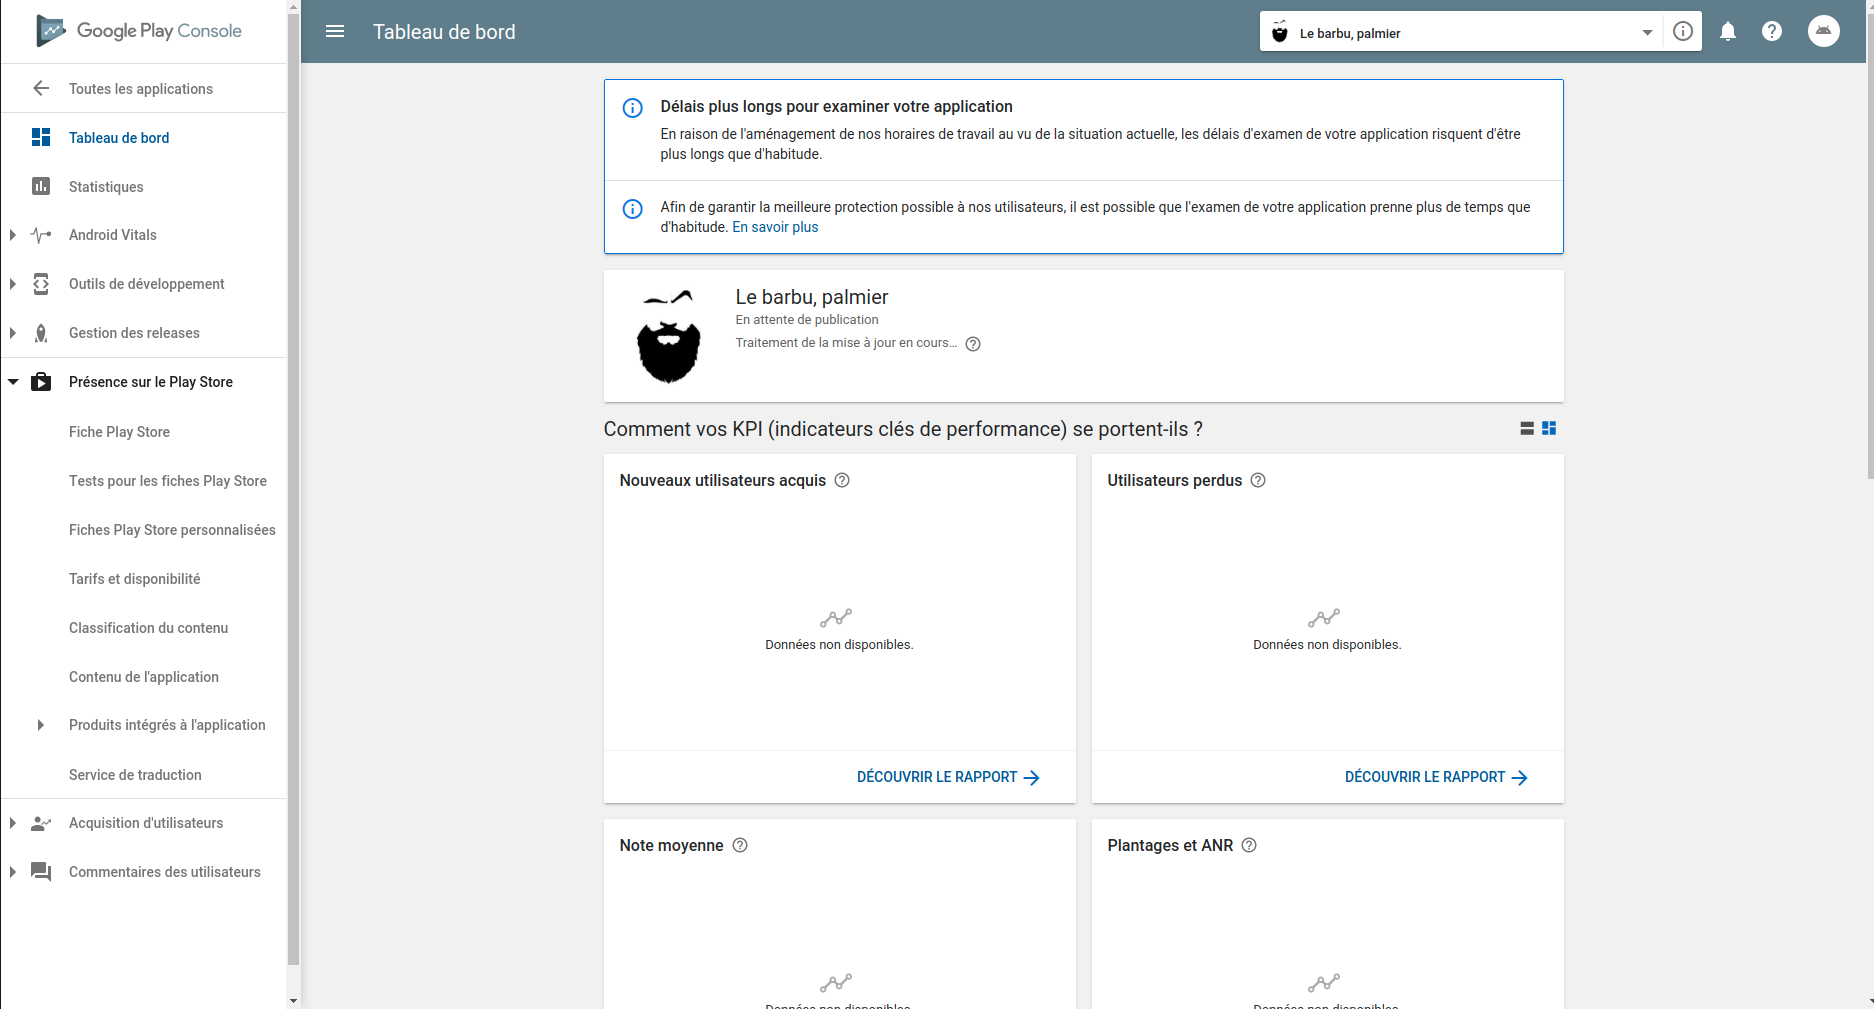 Google Play Console
Toutes les applications
Tableau de bord
Statistiques
Android Vitals
Outils de développement
Gestion des releases
Présence sur le Play Store
Fiche Play Store
Tests pour les fiches Play Store
Fiches Play Store personnalisées
Tarifs et disponibilité
Classification du contenu
Contenu de l'application
Produits intégrés à l'application
Service de traduction
Acquisition d'utilisateurs
Commentaires des utilisateurs
Tableau de bord
Le barbu, palmier
Délais plus longs pour examiner votre application
En raison de l'aménagement de nos horaires de travail au vu de la situation actuelle, les délais d'examen de votre application risquent d'être
plus longs que d'habitude.
Afin de garantir la meilleure protection possible à nos utilisateurs, il est possible que l'examen de votre application prenne plus de temps que
d'habitude. En savoir plus
Le barbu, palmier
En attente de publication
Traitement de la mise à jour en cours…
Comment vos KPI (indicateurs clés de performance) se portent-ils ?
Nouveaux utilisateurs acquis
Données non disponibles.
DÉCOUVRIR LE RAPPORT
Utilisateurs perdus
Données non disponibles.
DÉCOUVRIR LE RAPPORT
Note moyenne
Données non disponibles.
Plantages et ANR
Données non disponibles.